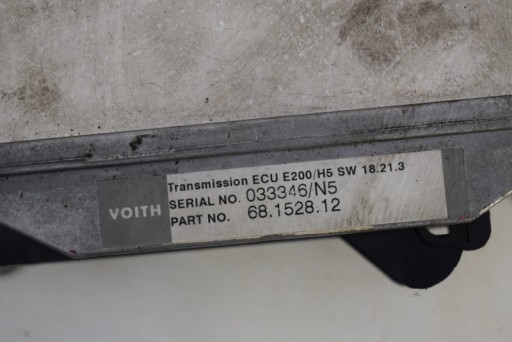 VOITH
Transmission ECU E200/H5 SW 18.21.3
SERIAL NO. 033346/N5
PART NO. 68.1528.12